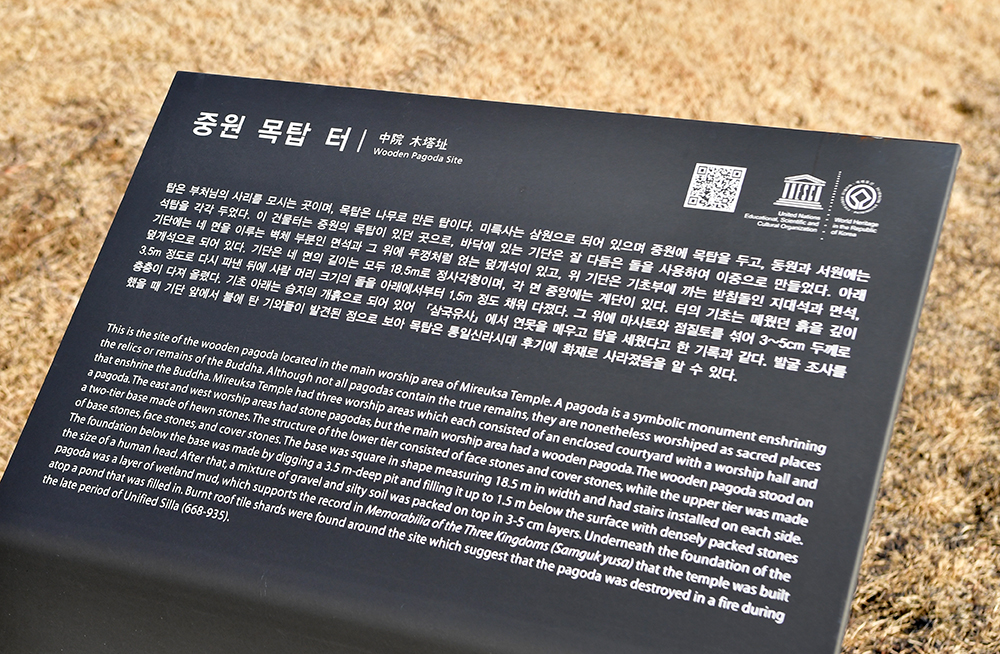 중원 목탑 터 | 中院 木塔址
Wooden Pagoda Site
United Nations
Educational, Scientific and
Cultural Organization
World Heritage
in the Republic
of Korea
탑은 부처님의 사리를 모시는 곳이며, 목탑은 나무로 만든 탑이다. 미륵사는 삼원으로 되어 있으며 중원에 목탑을 두고, 동원과 서원에는
석탑을 각각 두었다. 이 건물터는 중원의 목탑이 있던 곳으로, 바닥에 있는 기단은 잘 다듬은 돌을 사용하여 이중으로 만들었다. 아래
기단에는 네 면을 이루는 벽체 부분인 면석과 그 위에 뚜껑처럼 얹는 덮개석이 있고, 위 기단은 기초부에 까는 받침돌인 지대석과 면석,
덮개석으로 되어 있다. 기단은 네 면의 길이는 모두 18.5m로 정사각형이며, 각 면 중앙에는 계단이 있다. 터의 기초는 메웠던 흙을 깊이
3.5m 정도로 다시 파낸 뒤에 사람 머리 크기의 돌을 아래에서부터 1.5m 정도 채워 다졌다. 그 위에 마사토와 점질토를 섞어 3~5cm 두께로
층층이 다져 올렸다. 기초 아래는 습지의 개흙으로 되어 있어 「삼국유사」에서 연못을 메우고 탑을 세웠다고 한 기록과 같다. 발굴 조사를
했을 때 기단 앞에서 불에 탄 기와들이 발견된 점으로 보아 목탑은 통일신라시대 후기에 화재로 사라졌음을 알 수 있다.
This is the site of the wooden pagoda located in the main worship area of Mireuksa Temple. A pagoda is a symbolic monument enshrining
the relics or remains of the Buddha. Although not all pagodas contain the true remains, they are nonetheless worshiped as sacred places
that enshrine the Buddha. Mireuksa Temple had three worship areas which each consisted of an enclosed courtyard with a worship hall and
a pagoda. The east and west worship areas had stone pagodas, but the main worship area had a wooden pagoda. The wooden pagoda stood on
a two-tier base made of hewn stones. The structure of the lower tier consisted of face stones and cover stones, while the upper tier was made
of base stones, face stones, and cover stones. The base was square in shape measuring 18.5 m in width and had stairs installed on each side.
The foundation below the base was made by digging a 3.5 m-deep pit and filling it up to 1.5 m below the surface with densely packed stones
the size of a human head. After that, a mixture of gravel and silty soil was packed on top in 3-5 cm layers. Underneath the foundation of the
pagoda was a layer of wetland mud, which supports the record in Memorabilia of the Three Kingdoms (Samguk yusa) that the temple was built
atop a pond that was filled in. Burnt roof tile shards were found around the site which suggest that the pagoda was destroyed in a fire during
the late period of Unified Silla (668-935).